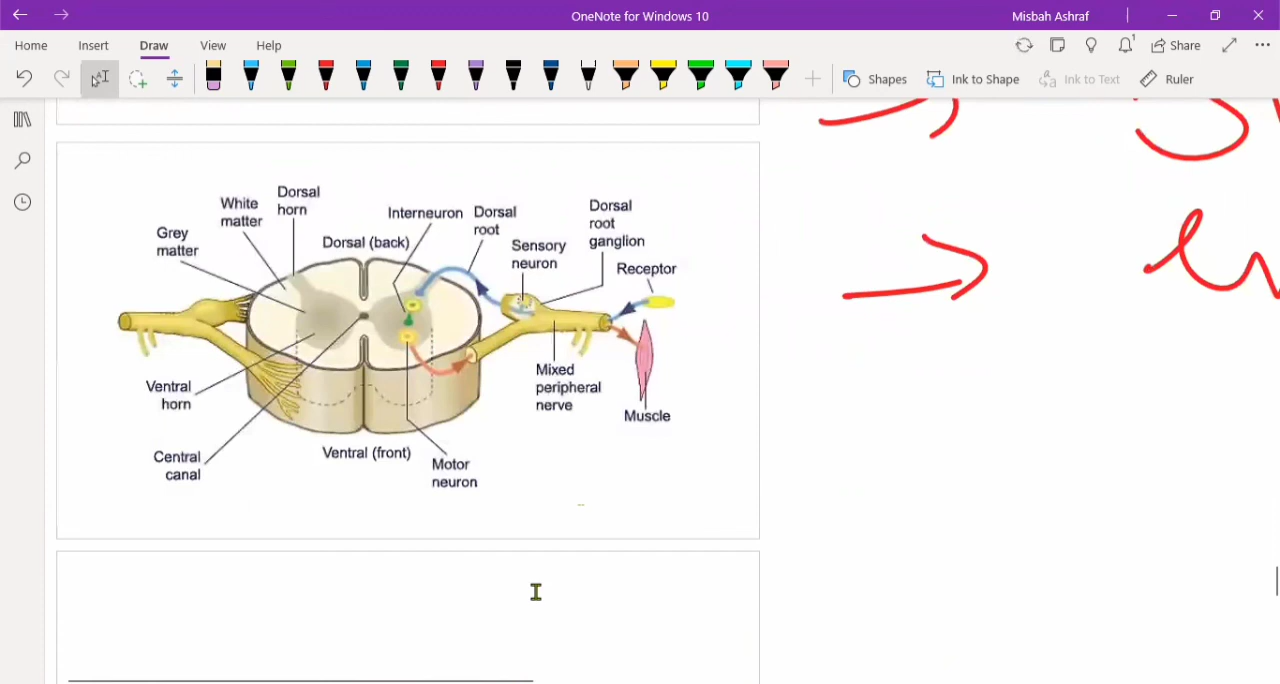 OneNote for Windows 10
Misbah Ashraf
Home Insert Draw View Help
Share
Shapes Ink to Shape Ink to Text Ruler
Dorsal
horn
White
matter
Grey
matter
Dorsal (back)
Interneuron
Dorsal
root
Sensory
neuron
Dorsal
root
ganglion
Receptor
Ventral
horn
Central
canal
Ventral (front)
Motor
neuron
Mixed
peripheral
nerve
Muscle